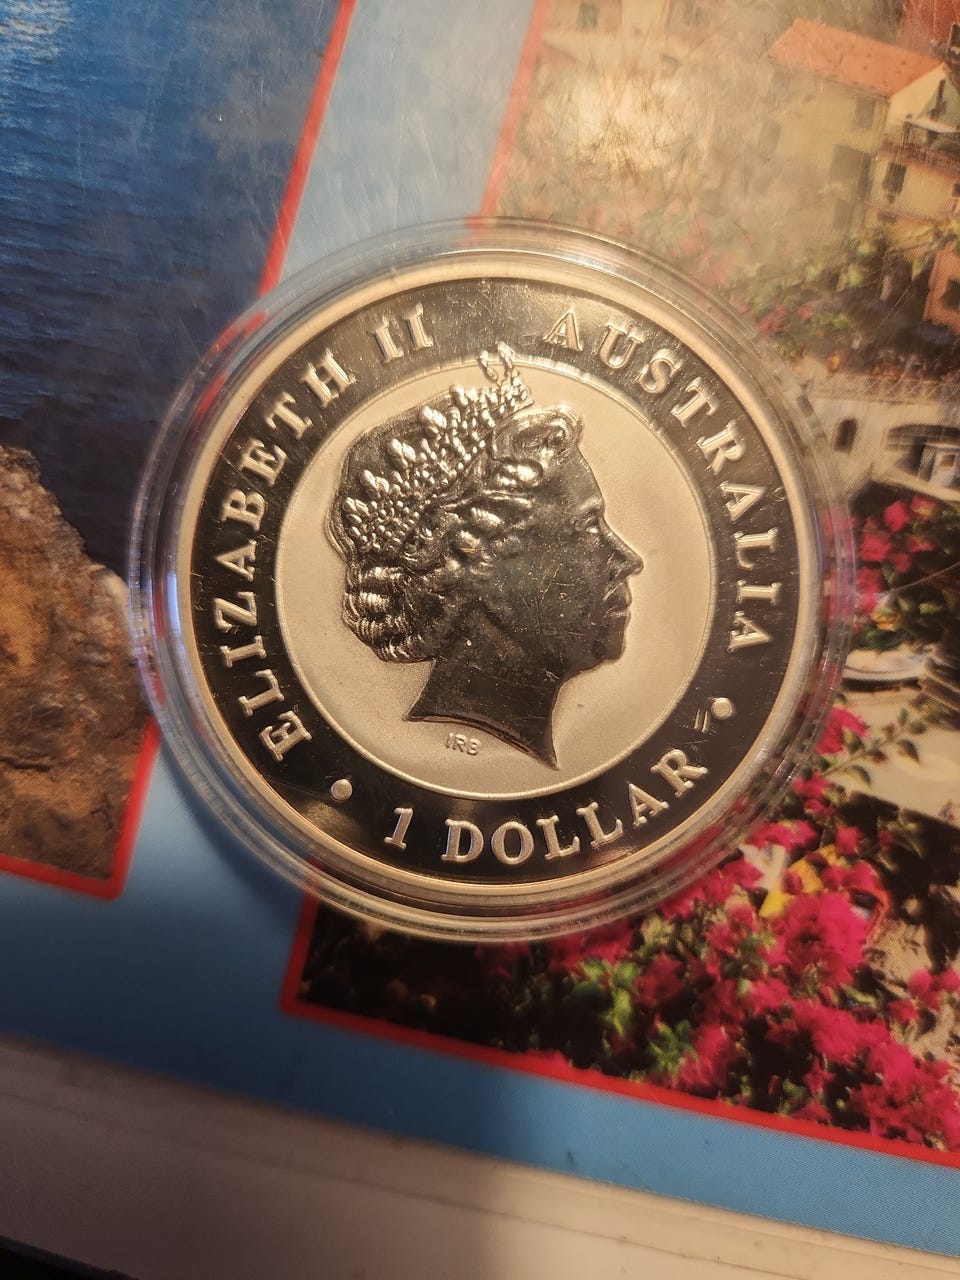 ELIZABETH II
AUSTRALIA
1 DOLLAR
IRB